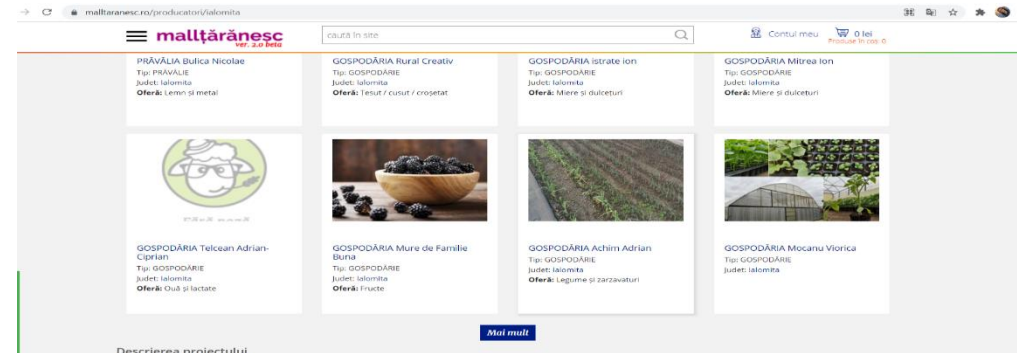 malltaranesc.ro/producatori/ialomita
malltărănesc
ver. 2.0 beta
caută în site
Contul meu
0 lei
Produse în coș: 0
PRĂVĂLIA Bulica Nicolae
Tip: PRĂVĂLIE
Județ: Ialomita
Oferă: Lemn și metal
GOSPODĂRIA Rural Creativ
Tip: GOSPODĂRIE
Județ: Ialomita
Oferă: Țesut / cusut / croșetat
GOSPODĂRIA istrate ion
Tip: GOSPODĂRIE
Județ: Ialomita
Oferă: Miere și dulcețuri
GOSPODĂRIA Mitrea Ion
Tip: GOSPODĂRIE
Județ: Ialomita
Oferă: Miere și dulcețuri
Fără poză
GOSPODĂRIA Telcean Adrian-
Ciprian
Tip: GOSPODĂRIE
Județ: Ialomita
Oferă: Ouă și lactate
GOSPODĂRIA Mure de Familie
Buna
Tip: GOSPODĂRIE
Județ: Ialomita
Oferă: Fructe
GOSPODĂRIA Achim Adrian
Tip: GOSPODĂRIE
Județ: Ialomita
Oferă: Legume și zarzavaturi
GOSPODĂRIA Mocanu Viorica
Tip: GOSPODĂRIE
Județ: Ialomita
Mai mult
Descrierea proiectului